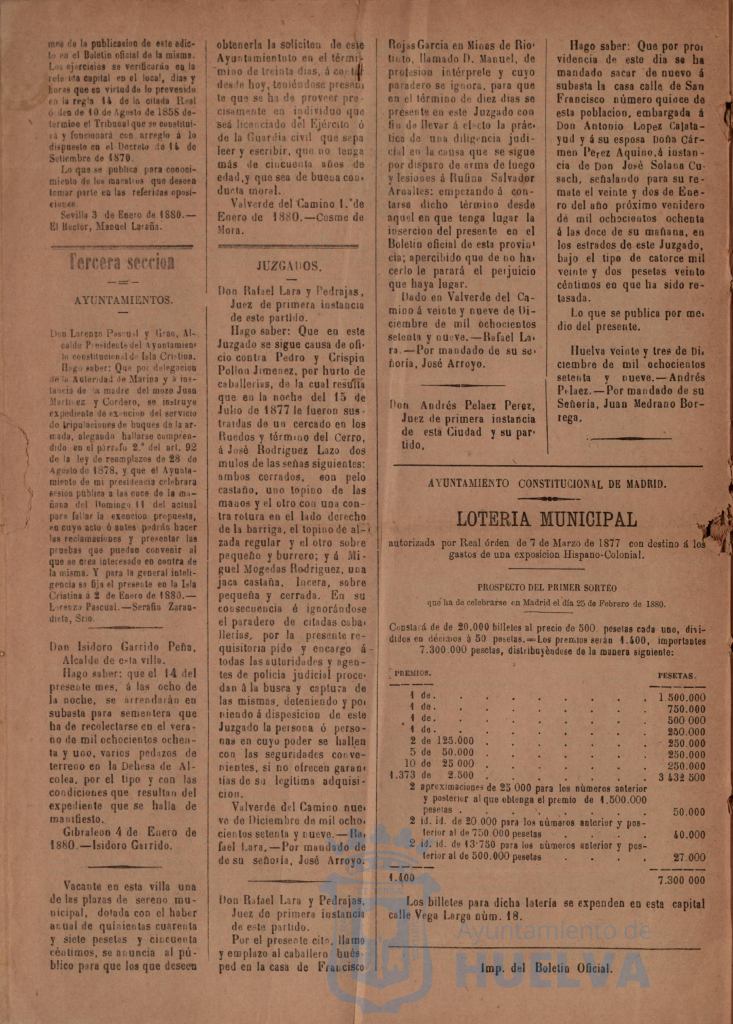 mes de la publicacion de este edic-
to en el Boletin oficial de la misma.
Los ejercicios se verificarán en la
referida capital en el local, dias y
horas que en virtud de lo prevenido
en la regla 14 de la citada Real
órden de 10 de Agosto de 1858 de-
termine el Tribunal que se constitui-
rá y funcionará con arreglo á lo
dispuesto en el Decreto de 14 de
Setiembre de 1870.
Lo que se publica para conoci-
miento de los maestros que deseen
tomar parte en las referidas oposi-
ciones.
Sevilla 3 de Enero de 1880.—
El Rector, Manuel Laraña.
Tercera seccion
AYUNTAMIENTOS.
Don Lorenzo Pascual y Grao, Al-
calde Presidente del Ayuntamien-
to constitucional de Isla Cristina.
Hago saber: Que por delegacion
de la Autoridad de Marina y á ins-
tancia de la madre del mozo Juan
Martinez y Cordero, se instruye
expediente de exencion del servicio
de tripulaciones de buques de la ar-
mada, alegando hallarse compren-
dido en el párrafo 2.º del art. 92
de la ley de reemplazos de 28 de
Agosto de 1878, y que el Ayunta-
miento de mi presidencia celebrará
sesion pública a las doce de la ma-
ñana del Domingo 11 del actual
para fallar la exencion propuesta,
en cuyo acto ó antes podrán hacer
las reclamaciones y presentar las
pruebas que puedan convenir al
que se crea interesado en contra de
la misma. Y para la general inteli-
gencia se fija el presente en la Isla
Cristina á 2 de Enero de 1880.—
Lorenzo Pascual.—Serafin Zaran-
dieta, Srio.
Don Isidoro Garrido Peña,
Alcalde de esta villa.
Hago saber: que el 14 del
presente mes, á las ocho de
la noche, se arrendarán en
subasta para sementera que
ha de recolectarse en el vera-
no de mil ochocientos ochen-
ta y uno, varios pedazos de
terreno en la Dehesa de Al-
colea, por el tipo y con las
condiciones que resultan del
expediente que se halla de
manifiesto.
Gibraleon 4 de Enero de
1880.—Isidoro Garrido.
Vacante en esta villa una
de las plazas de sereno mu-
nicipal, dotada con el haber
anual de quinientas cuarenta
y siete pesetas y cincuenta
céntimos, se anuncia al pú-
blico para que los que deseen
obtenerla la soliciten de este
Ayuntamientuto en el térmi-
mino de treinta dias, á contar
desde hoy, teniéndose presen-
te que se ha de proveer pre-
cisamente en individuo que
sea licenciado del Ejército ó
de la Guardia civil que sepa
leer y escribir, que no tenga
más de cincuenta años de
edad, y que sea de buena con-
ducta moral.
Valverde del Camino 1.º de
Enero de 1880.—Cosme de
Mora.
JUZGADOS.
Don Rafael Lara y Pedrajas,
Juez de primera instancia
de este partido.
Hago saber: Que en este
Juzgado se sigue causa de ofi-
cio contra Pedro y Crispin
Pollon Jimenez, por hurto de
caballerias, de la cual resulta
que en la noche del 15 de
Julio de 1877 le fueron sus-
traidas de un cercado en los
Ruedos y término del Cerro,
á José Rodriguez Lazo dos
mulos de las señas siguientes:
ambos cerrados, con pelo
castaño, uno topino de las
manos y el otro con una con-
tra rotura en el lado derecho
de la barriga, el topino de al-
zada regular y el otro sobre
pequeño y burrero; y á Mi-
guel Mogedas Rodriguez, una
jaca castaña, lucera, sobre
pequeña y cerrada. En su
consecuencia é ignorándose
el paradero de citadas caba-
llerias, por la presente re-
quisitoria pido y encargo á
todas las autoridades y agen-
tes de policia judicial proce-
dan á la busca y captura de
las mismas, deteniendo y po-
niendo á disposicion de este
Juzgado la persona ó perso-
nas en cuyo poder se hallen
con las seguridades conve-
nientes, si no ofrecen garan-
tías de su legítima adquisi-
cion.
Valverde del Camino nue-
ve de Diciembre de mil ocho-
cientos setenta y nueve.—Ra-
fael Lara.—Por mandado de
de su señoría, José Arroyo.
Don Rafael Lara y Pedrajas,
Juez de primera instancia
de este partido.
Por el presente cito, llamo
y emplazo al caballero hués-
ped en la casa de Francisco
Rojas Garcia en Minas de Rio-
tinto, llamado D. Manuel, de
profesion intérprete y cuyo
paradero se ignora, para que
en el término de diez dias se
presente en este Juzgado con
fin de llevar á efecto la prác-
tica de una diligencia judi-
cial en la causa que se sigue
por disparo de arma de fuego
y lesiones á Rufina Salvador
Aroaltes: empezando á con-
tarse dicho término desde
aquel en que tenga lugar la
insercion del presente en el
Boletin oficial de esta provin-
cia; apercibido que de no ha-
cerlo le parará el perjuicio
que haya lugar.
Dado en Valverde del Ca-
mino á veinte y nueve de Di-
ciembre de mil ochocientos
setenta y nueve.—Rafael La-
ra.—Por mandado de su se-
ñoría, José Arroyo.
Don Andrés Pelaez Perez,
Juez de primera instancia
de esta Ciudad y su par-
tido.
Hago saber: Que por pro-
videncia de este dia se ha
mandado sacar de nuevo á
subasta la casa calle de San
Francisco número quince de
esta poblacion, embargada á
Don Antonio Lopez Calata-
yud y á su esposa Doña Cár-
men Perez Aquino, á instan-
cia de Don José Solana Cu-
sach, señalando para su re-
mate el veinte y dos de Ene-
ro del año próximo venidero
de mil ochocientos ochenta
á las doce de su mañana, en
los estrados de este Juzgado,
bajo el tipo de catorce mil
veinte y dos pesetas veinte
céntimos en que ha sido re-
tasada.
Lo que se publica por me-
dio del presente.
Huelva veinte y tres de Di-
ciembre de mil ochocientos
setenta y nueve.—Andrés
Pelaez.—Por mandado de su
Señoría, Juan Medrano Bor-
rega.
AYUNTAMIENTO CONSTITUCIONAL DE MADRID.
LOTERIA MUNICIPAL
autorizada por Real órden de 7 de Marzo de 1877 con destino á los
gastos de una exposicion Hispano-Colonial.
PROSPECTO DEL PRIMER SORTEO
que ha de celebrarse en Madrid el dia 25 de Febrero de 1880.
Constará de de 20.000 billetes al precio de 500 pesetas cada uno, divi-
didos en décimos á 50 pesetas.—Los premios serán 1.400, importantes
7.300.000 pesetas, distribuyéndose de la manera siguiente:
PREMIOS. PESETAS.
1 de. . . . . . . . 1.500.000
1 de. . . . . . . . 750.000
1 de. . . . . . . . 500 000
1 de. . . . . . . . 250.000
2 de 125.000 . . . . . . 250.000
5 de 50.000 . . . . . . 250.000
10 de 25 000 . . . . . . 250.000
1.373 de 2.500 . . . . . . 3 432 500
2 aproximaciones de 25 000 para los números anterior
y posterior al que obtenga el premio de 1.500.000
pesetas . . . . . . . 50.000
2 id. id. de 20.000 para los números anterior y pos-
terior al de 750.000 pesetas . . . . 40.000
2 id. id. de 13'750 para los números anterior y pos-
terior al de 500.000 pesetas . . . . 27.000
1.400 7.300 000
Los billetes para dicha latería se expenden en esta capital
calle Vega Larga núm. 18.
Imp. del Boletin Oficial.
Ayuntamiento de
HUELVA